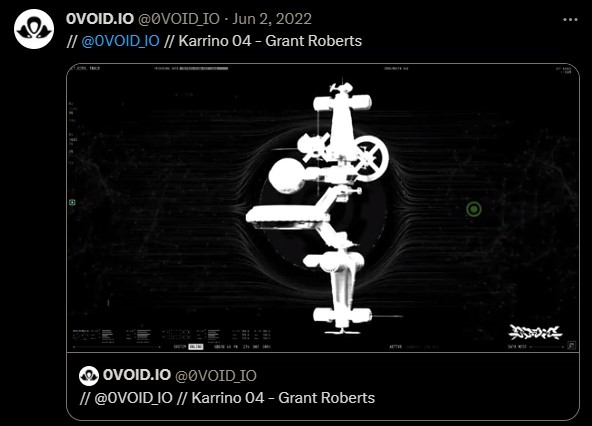 0VOID.IO @0VOID_IO · Jun 2, 2022
// @0VOID_IO // Karrino 04 - Grant Roberts
0VOID.IO @0VOID_IO
// @0VOID_IO // Karrino 04 - Grant Roberts